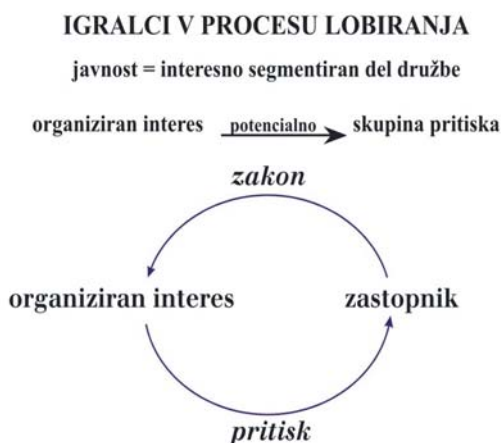 IGRALCI V PROCESU LOBIRANJA
javnost = interesno segmentiran del družbe
organiziran interes potencialno skupina pritiska
zakon
organiziran interes zastopnik
pritisk